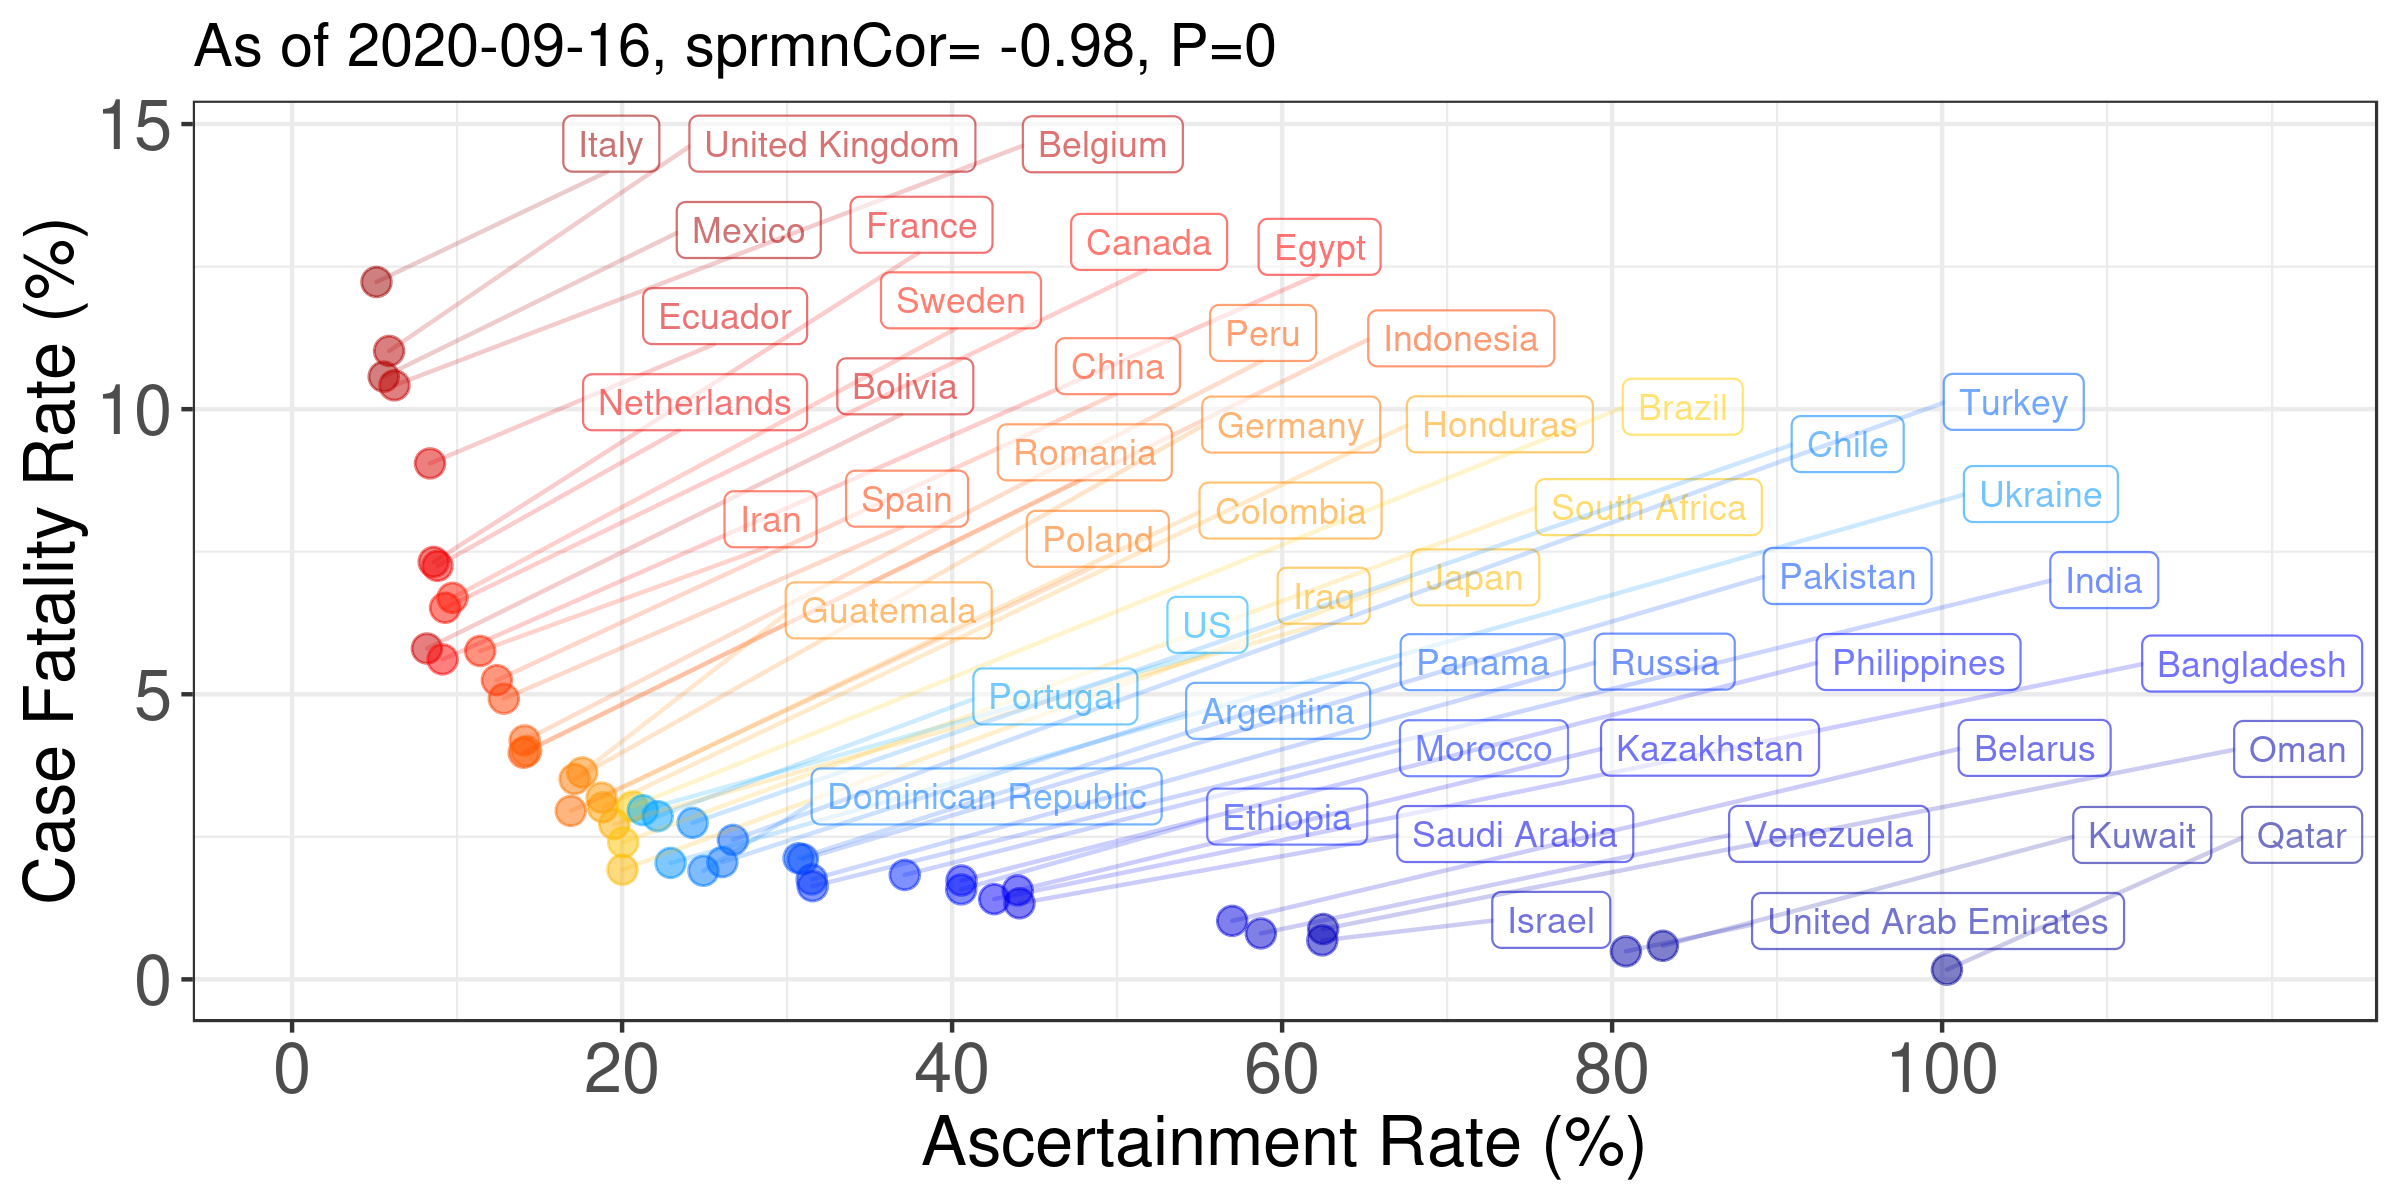 As of 2020-09-16, sprmnCor= -0.98, P=0
15
Italy
United Kingdom
Belgium
Mexico
France
Canada
Egypt
Ecuador
Sweden
Peru
Indonesia
China
Netherlands
Bolivia
10
Germany
Honduras
Brazil
Turkey
Chile
Romania
Iran
Spain
Colombia
South Africa
Ukraine
Poland
Guatemala
Iraq
Japan
Pakistan
India
US
5
Portugal
Argentina
Panama
Russia
Philippines
Bangladesh
Morocco
Kazakhstan
Belarus
Oman
Dominican Republic
Ethiopia
Saudi Arabia
Venezuela
Kuwait
Qatar
Israel
United Arab Emirates
0
Case Fatality Rate (%)
0 20 40 60 80 100
Ascertainment Rate (%)